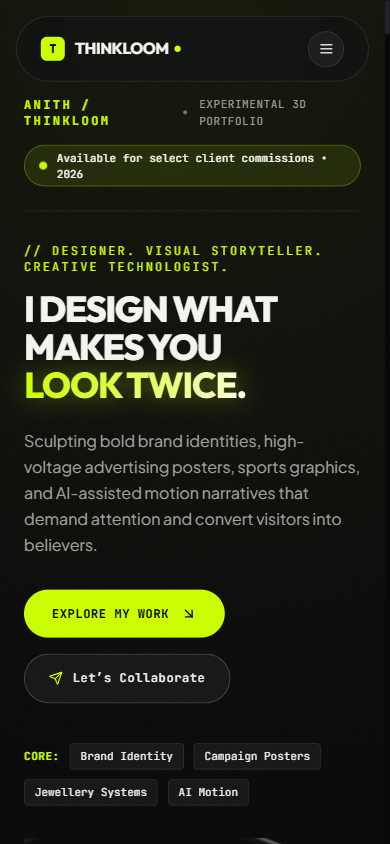 T THINKLOOM
ANITH /
THINKLOOM
• EXPERIMENTAL 3D
PORTFOLIO
Available for select client commissions •
2026
// DESIGNER. VISUAL STORYTELLER.
CREATIVE TECHNOLOGIST.
I DESIGN WHAT
MAKES YOU
LOOK TWICE.
Sculpting bold brand identities, high-
voltage advertising posters, sports graphics,
and AI-assisted motion narratives that
demand attention and convert visitors into
believers.
EXPLORE MY WORK
Let’s Collaborate
CORE: Brand Identity Campaign Posters
Jewellery Systems AI Motion